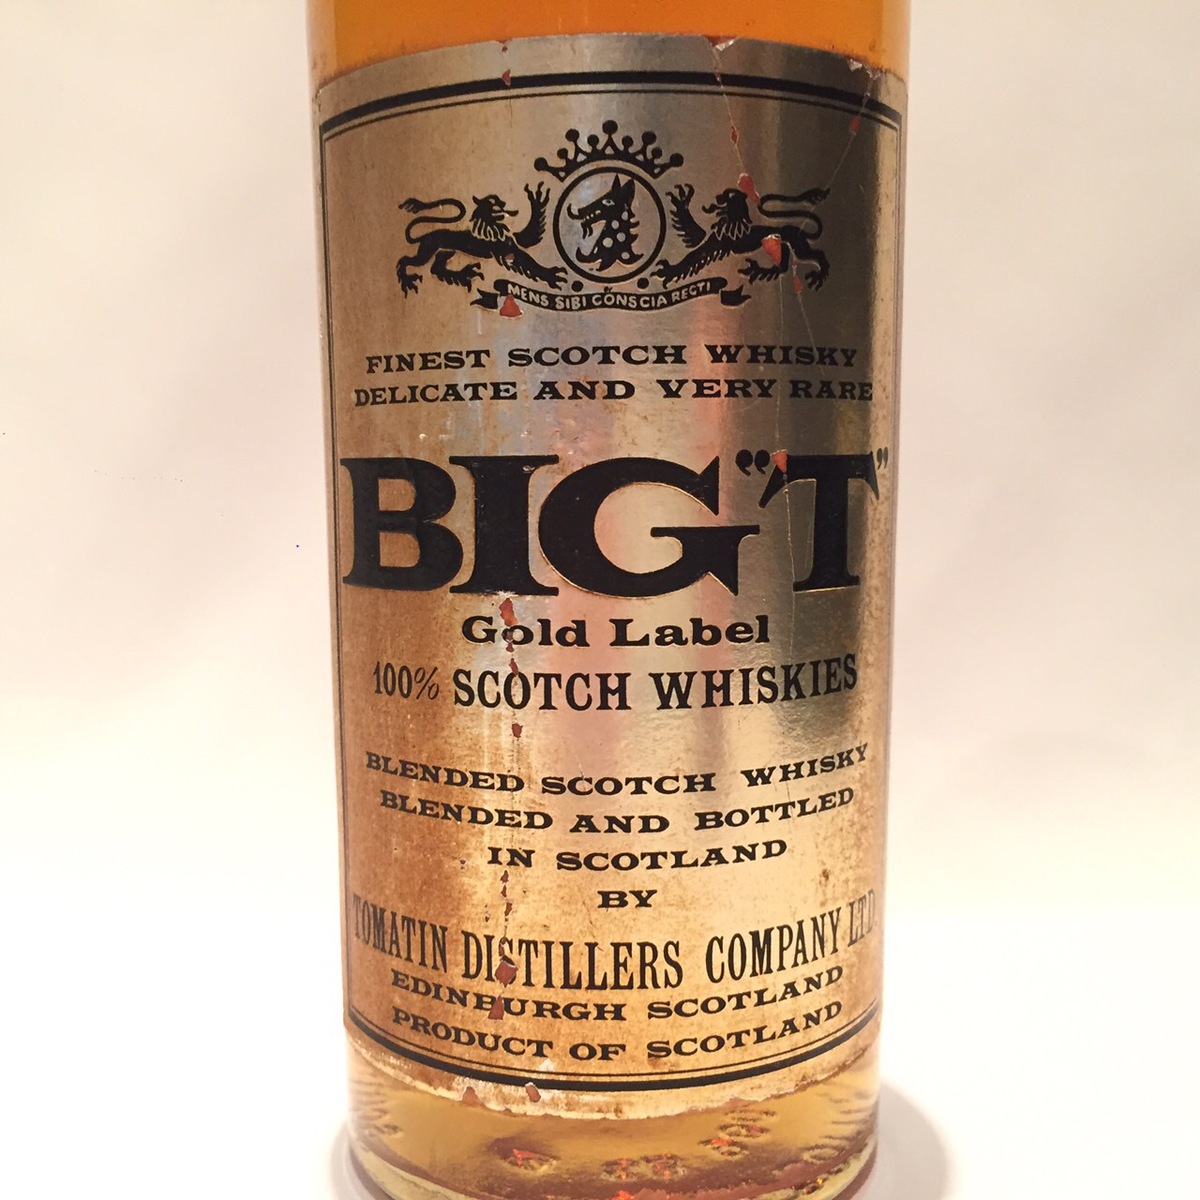 MENS SIBI CONSCIA RECTI
FINEST SCOTCH WHISKY
DELICATE AND VERY RARE
BIG "T"
Gold Label
100% SCOTCH WHISKIES
BLENDED SCOTCH WHISKY
BLENDED AND BOTTLED
IN SCOTLAND
BY
TOMATIN DISTILLERS COMPANY LTD.
EDINBURGH SCOTLAND
PRODUCT OF SCOTLAND